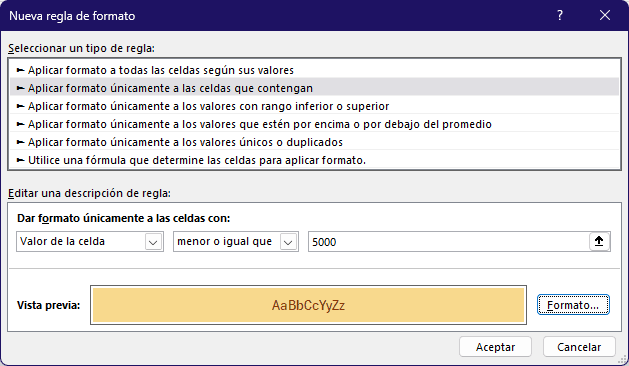 Nueva regla de formato
Seleccionar un tipo de regla:
► Aplicar formato a todas las celdas según sus valores
► Aplicar formato únicamente a las celdas que contengan
► Aplicar formato únicamente a los valores con rango inferior o superior
► Aplicar formato únicamente a los valores que estén por encima o por debajo del promedio
► Aplicar formato únicamente a los valores únicos o duplicados
► Utilice una fórmula que determine las celdas para aplicar formato.
Editar una descripción de regla:
Dar formato únicamente a las celdas con:
Valor de la celda menor o igual que 5000
Vista previa: AaBbCcYyZz Formato...
Aceptar Cancelar